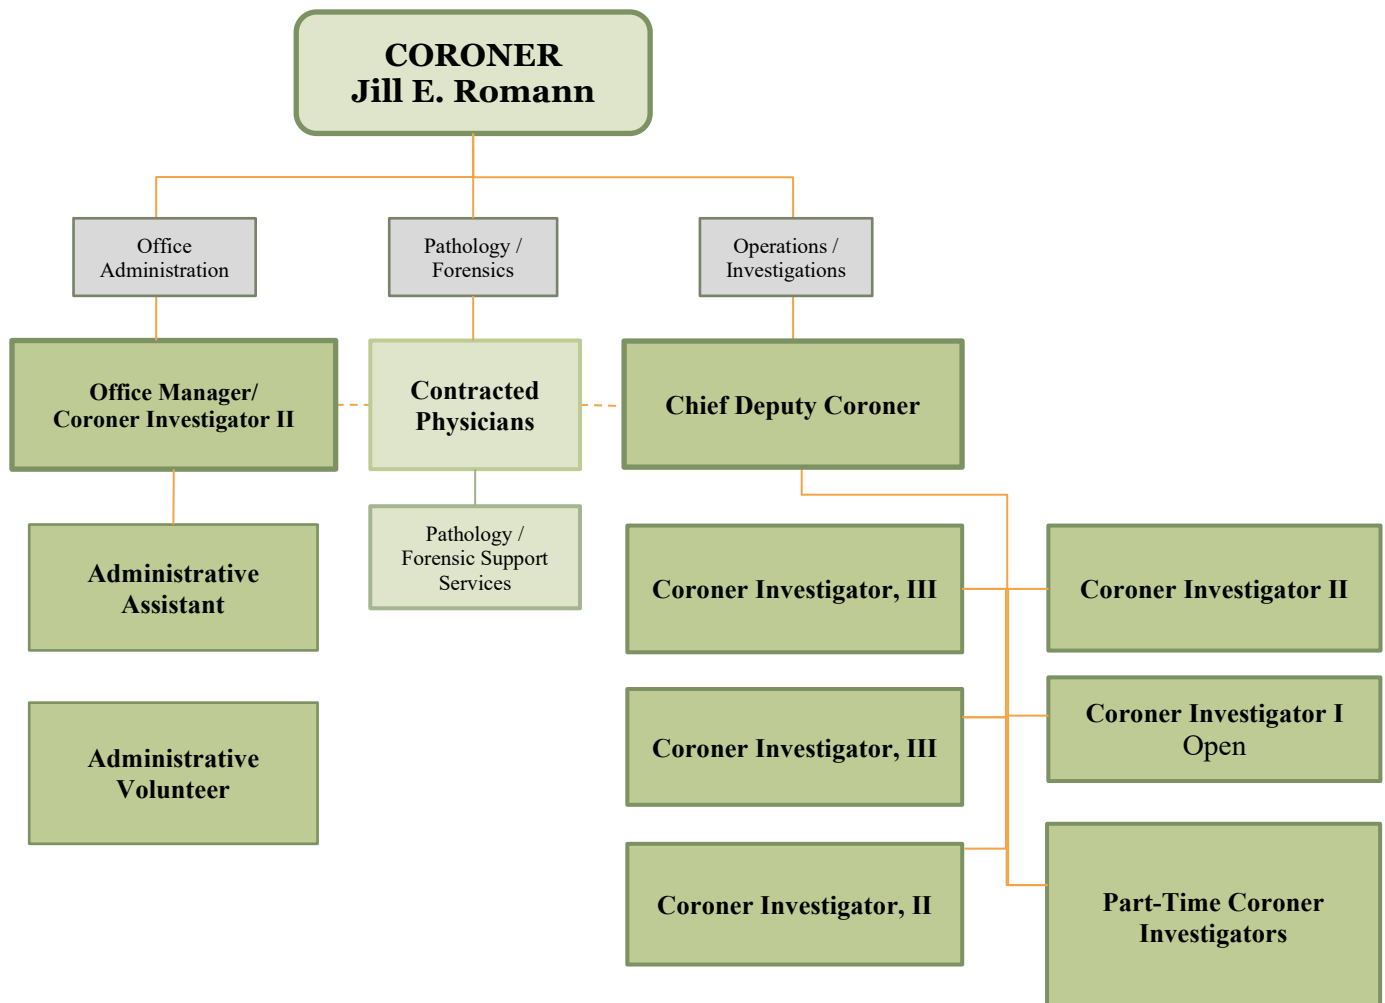 CORONER
Jill E. Romann
Office
Administration
Pathology /
Forensics
Operations /
Investigations
Office Manager/
Coroner Investigator II
Contracted
Physicians
Chief Deputy Coroner
Administrative
Assistant
Pathology /
Forensic Support
Services
Coroner Investigator, III
Coroner Investigator II
Administrative
Volunteer
Coroner Investigator, III
Coroner Investigator I
Open
Coroner Investigator, II
Part-Time Coroner
Investigators